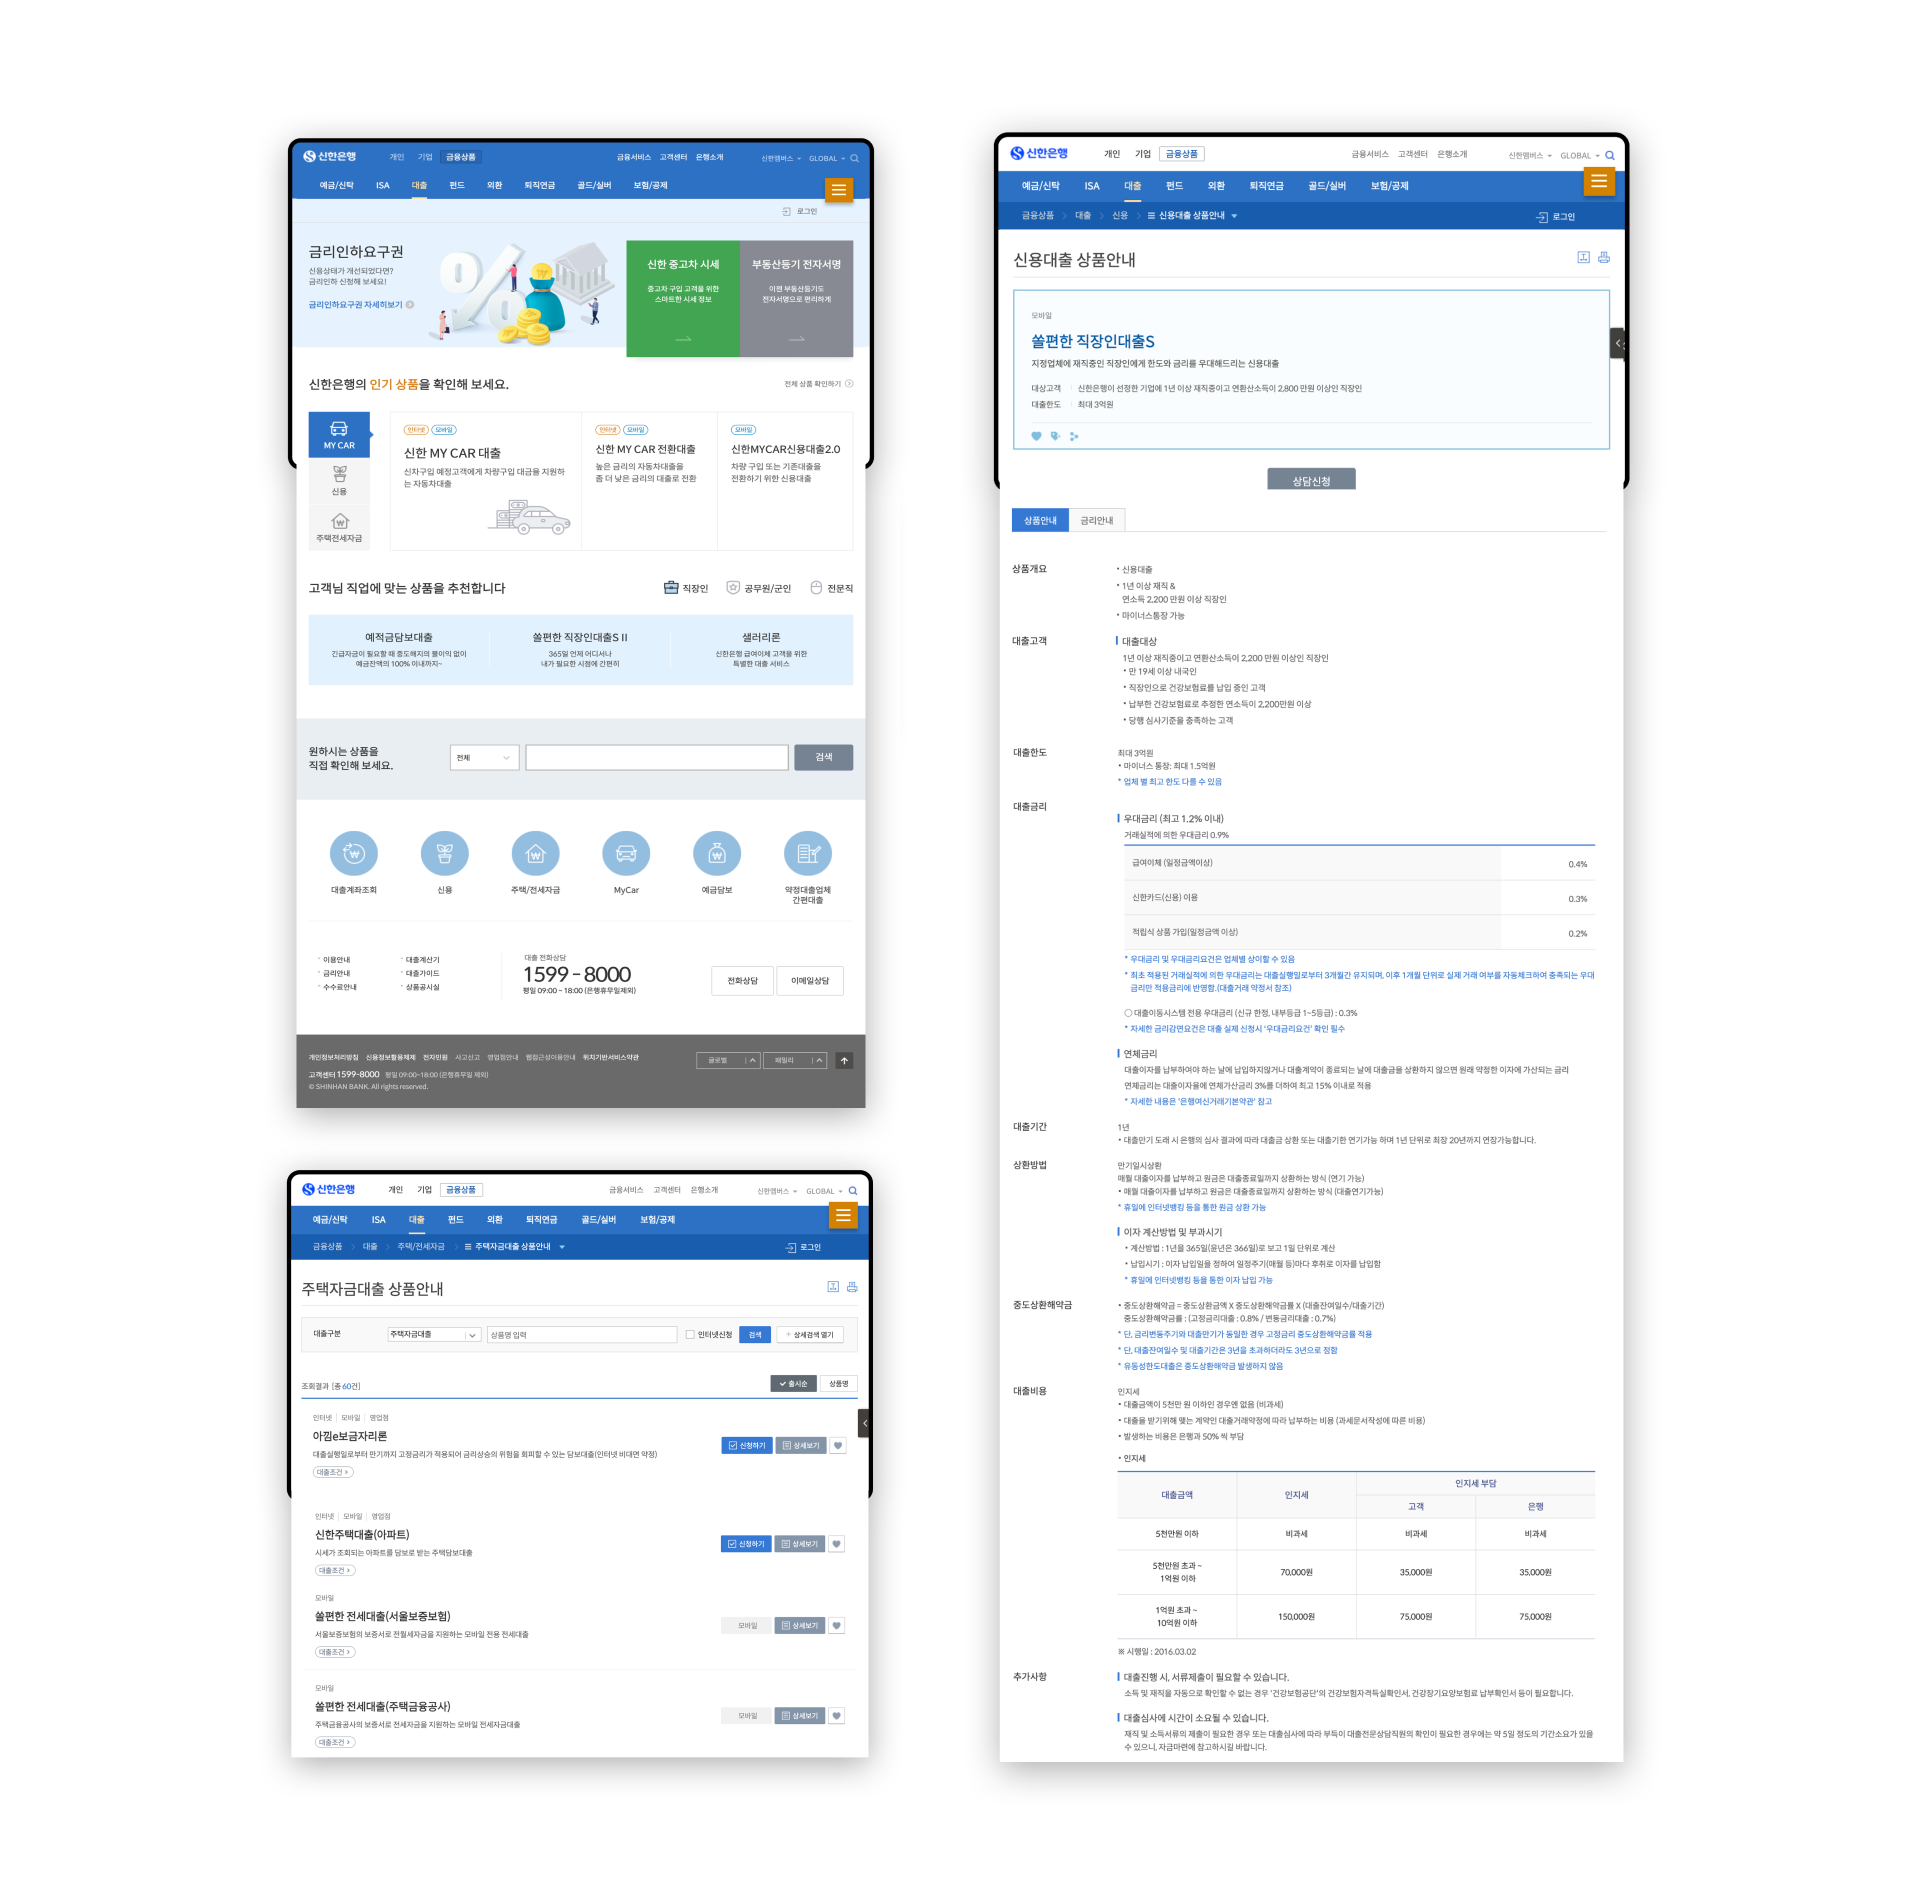 신한은행
개인 기업 금융상품
금융서비스 고객센터 은행소개
신한멤버스 GLOBAL
예금/신탁 ISA 대출 펀드 외환 퇴직연금 골드/실버 보험/공제
로그인
금리인하요구권
신용상태가 개선되었다면?
금리인하 신청해 보세요!
금리인하요구권 자세히보기
신한 중고차 시세
중고차 구입 고객을 위한
스마트한 시세 정보
부동산등기 전자서명
이젠 부동산등기도
전자서명으로 편리하게
신한은행의 인기 상품을 확인해 보세요.
전체 상품 확인하기
MY CAR
신용
주택전세자금
인터넷 모바일
신한 MY CAR 대출
신차구입 예정고객에게 차량구입 대금을 지원하
는 자동차대출
인터넷 모바일
신한 MY CAR 전환대출
높은 금리의 자동차대출을
좀 더 낮은 금리의 대출로 전환
모바일
신한MYCAR신용대출2.0
차량 구입 또는 기존대출을
전환하기 위한 신용대출
고객님 직업에 맞는 상품을 추천합니다
직장인 공무원/군인 전문직
예적금담보대출
긴급자금이 필요할 때 중도해지의 불이익 없이
예금잔액의 100% 이내까지~
쏠편한 직장인대출S II
365일 언제 어디서나
내가 필요한 시점에 간편히
샐러리론
신한은행 급여이체 고객을 위한
특별한 대출 서비스
원하시는 상품을
직접 확인해 보세요.
전체
검색
대출계좌조회
신용
주택/전세자금
MyCar
예금담보
약정대출업체
간편대출
이용안내
금리안내
수수료안내
대출계산기
대출가이드
상품공시실
대출 전화상담
1599 - 8000
평일 09:00 ~ 18:00 (은행휴무일제외)
전화상담 이메일상담
개인정보처리방침 신용정보활용체제 전자민원 사고신고 영업점안내 웹접근성이용안내 위치기반서비스약관
고객센터 1599-8000 평일 09:00~18:00 (은행휴무일 제외)
© SHINHAN BANK. All rights reserved.
글로벌 패밀리
신한은행
개인 기업 금융상품
금융서비스 고객센터 은행소개
신한멤버스 GLOBAL
예금/신탁 ISA 대출 펀드 외환 퇴직연금 골드/실버 보험/공제
금융상품 대출 주택/전세자금 주택자금대출 상품안내
로그인
주택자금대출 상품안내
대출구분
주택자금대출
상품명 입력
인터넷신청
검색
+ 상세검색 열기
조회결과 [총 60건]
출시순 상품명
인터넷 모바일 영업점
아낌e보금자리론
대출실행일로부터 만기까지 고정금리가 적용되어 금리상승의 위험을 회피할 수 있는 담보대출(인터넷 비대면 약정)
대출조건 >
신청하기 상세보기
인터넷 모바일 영업점
신한주택대출(아파트)
시세가 조회되는 아파트를 담보로 받는 주택담보대출
대출조건 >
신청하기 상세보기
모바일
쏠편한 전세대출(서울보증보험)
서울보증보험의 보증서로 전월세자금을 지원하는 모바일 전용 전세대출
대출조건 >
모바일 상세보기
모바일
쏠편한 전세대출(주택금융공사)
주택금융공사의 보증서로 전세자금을 지원하는 모바일 전세자금대출
대출조건 >
모바일 상세보기
신한은행
개인 기업 금융상품
금융서비스 고객센터 은행소개
신한멤버스 GLOBAL
예금/신탁 ISA 대출 펀드 외환 퇴직연금 골드/실버 보험/공제
금융상품 대출 신용 신용대출 상품안내
로그인
신용대출 상품안내
모바일
쏠편한 직장인대출S
지정업체에 재직중인 직장인에게 한도와 금리를 우대해드리는 신용대출
대상고객 신한은행이 선정한 기업에 1년 이상 재직중이고 연환산소득이 2,800 만원 이상인 직장인
대출한도 최대 3억원
상담신청
상품안내 금리안내
상품개요
• 신용대출
• 1년 이상 재직 &
연소득 2,200 만원 이상 직장인
• 마이너스통장 가능
대출고객
대출대상
1년 이상 재직중이고 연환산소득이 2,200 만원 이상인 직장인
• 만 19세 이상 내국인
• 직장인으로 건강보험료를 납입 중인 고객
• 납부한 건강보험료로 추정한 연소득이 2,200만원 이상
• 당행 심사기준을 충족하는 고객
대출한도
최대 3억원
• 마이너스 통장: 최대 1.5억원
* 업체 별 최고 한도 다를 수 있음
대출금리
우대금리 (최고 1.2% 이내)
거래실적에 의한 우대금리 0.9%
급여이체 (일정금액이상) 0.4%
신한카드(신용) 이용 0.3%
적립식 상품 가입(일정금액 이상) 0.2%
* 우대금리 및 우대금리요건은 업체별 상이할 수 있음
* 최초 적용된 거래실적에 의한 우대금리는 대출실행일로부터 3개월간 유지되며, 이후 1개월 단위로 실제 거래 여부를 자동체크하여 충족되는 우대
금리만 적용금리에 반영함.(대출거래 약정서 참조)
○ 대출이동시스템 전용 우대금리 (신규 한정, 내부등급 1~5등급) : 0.3%
* 자세한 금리감면요건은 대출 실제 신청시 '우대금리요건' 확인 필수
연체금리
대출이자를 납부하여야 하는 날에 납입하지않거나 대출계약이 종료되는 날에 대출금을 상환하지 않으면 원래 약정한 이자에 가산되는 금리
연체금리는 대출이자율에 연체가산금리 3%를 더하여 최고 15% 이내로 적용
* 자세한 내용은 '은행여신거래기본약관' 참고
대출기간
1년
• 대출만기 도래 시 은행의 심사 결과에 따라 대출금 상환 또는 대출기한 연기가능 하며 1년 단위로 최장 20년까지 연장가능합니다.
상환방법
만기일시상환
매월 대출이자를 납부하고 원금은 대출종료일까지 상환하는 방식 (연기 가능)
• 매월 대출이자를 납부하고 원금은 대출종료일까지 상환하는 방식 (대출연기가능)
* 휴일에 인터넷뱅킹 등을 통한 원금 상환 가능
이자 계산방법 및 부과시기
• 계산방법 : 1년을 365일(윤년은 366일)로 보고 1일 단위로 계산
• 납입시기 : 이자 납입일을 정하여 일정주기(매월 등)마다 후취로 이자를 납입함
* 휴일에 인터넷뱅킹 등을 통한 이자 납입 가능
중도상환해약금
• 중도상환해약금 = 중도상환금액 X 중도상환해약금률 X (대출잔여일수/대출기간)
중도상환해약금률 : (고정금리대출 : 0.8% / 변동금리대출 : 0.7%)
* 단, 금리변동주기와 대출만기가 동일한 경우 고정금리 중도상환해약금률 적용
* 단, 대출잔여일수 및 대출기간은 3년을 초과하더라도 3년으로 정함
* 유동성한도대출은 중도상환해약금 발생하지 않음
대출비용
인지세
• 대출금액이 5천만 원 이하인 경우엔 없음 (비과세)
• 대출을 받기위해 맺는 계약인 대출거래약정에 따라 납부하는 비용 (과세문서작성에 따른 비용)
• 발생하는 비용은 은행과 50% 씩 부담
• 인지세
대출금액 인지세 인지세 부담
고객 은행
5천만원 이하 비과세 비과세 비과세
5천만원 초과 ~
1억원 이하 70,000원 35,000원 35,000원
1억원 초과 ~
10억원 이하 150,000원 75,000원 75,000원
※ 시행일 : 2016.03.02
추가사항
대출진행 시, 서류제출이 필요할 수 있습니다.
소득 및 재직을 자동으로 확인할 수 없는 경우 '건강보험공단'의 건강보험자격득실확인서, 건강장기요양보험료 납부확인서 등이 필요합니다.
대출심사에 시간이 소요될 수 있습니다.
재직 및 소득서류의 제출이 필요한 경우 또는 대출심사에 따라 부득이 대출전문상담직원의 확인이 필요한 경우에는 약 5일 정도의 기간소요가 있을
수 있으니, 자금마련에 참고하시길 바랍니다.